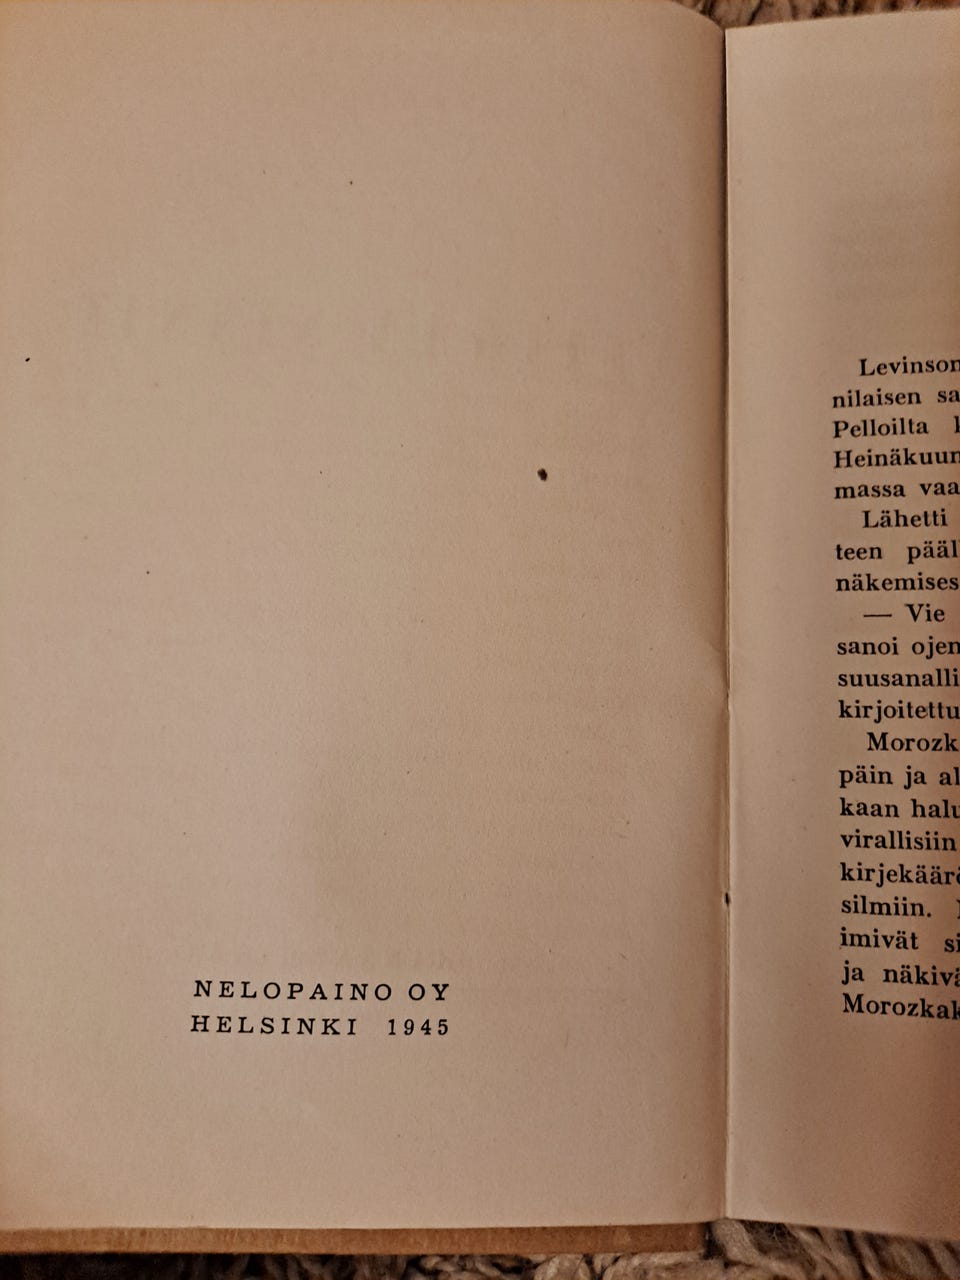 NELOPAINO OY
HELSINKI 1945
Levinson
nilaisen sa
Pelloilta
Heinäkuun
massa vaa
Lähetti
teen pääl
näkemises
— Vie
sanoi ojen
suusanalli
kirjoitettu
Morozk
päin ja al
kaan halu
virallisiin
kirjekäärö
silmiin.
imivät si
ja näkivä
Morozkak